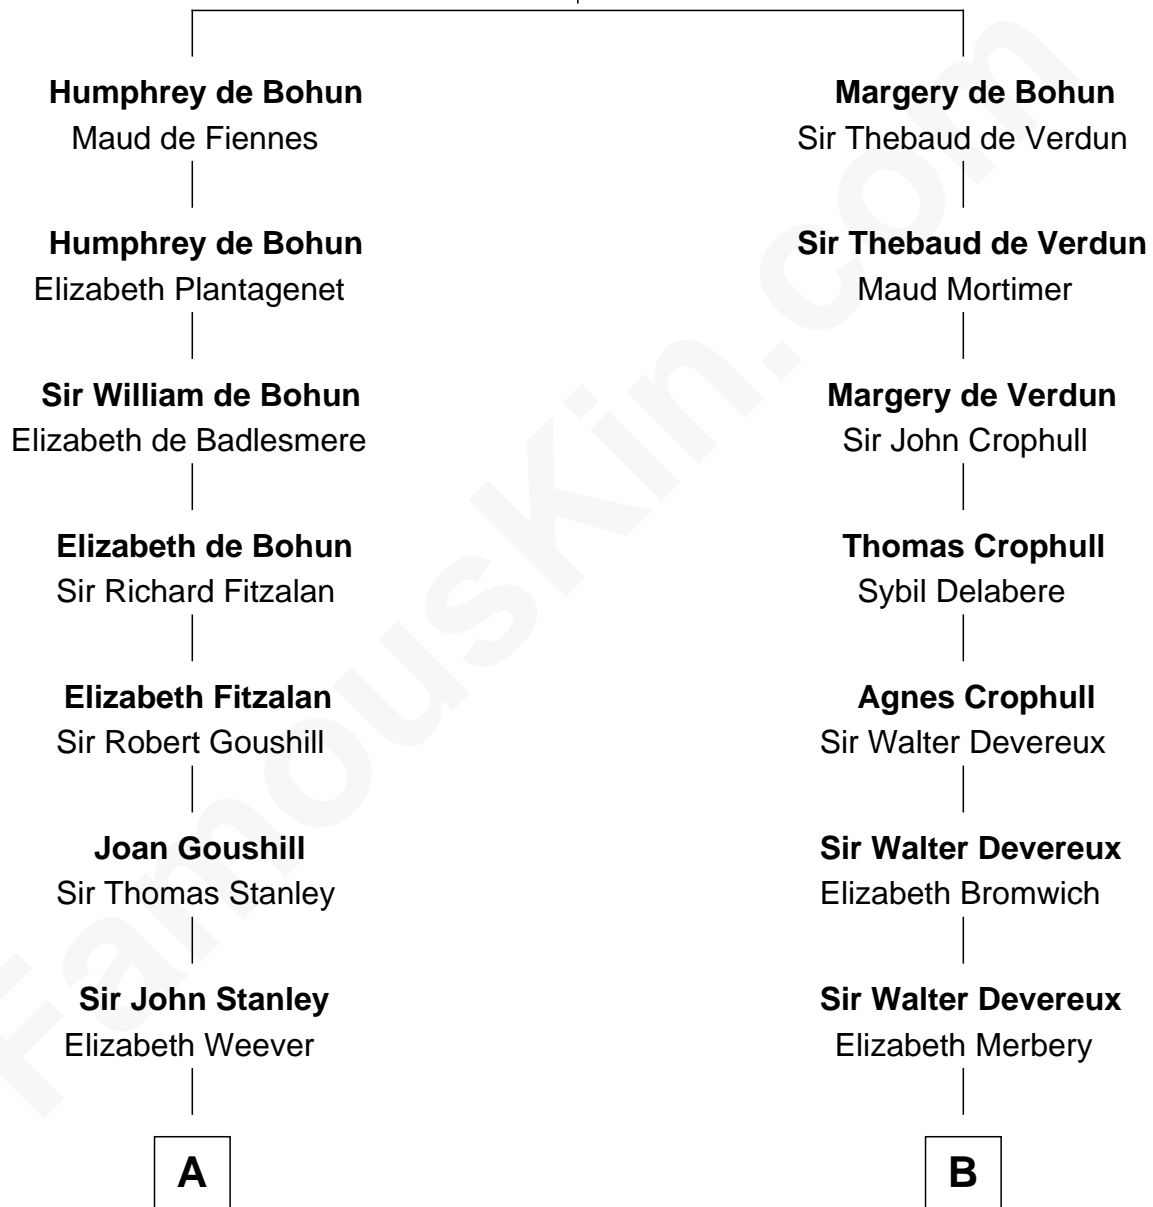 Humphrey de Bohun
Maud de Fiennes
Humphrey de Bohun
Elizabeth Plantagenet
Sir William de Bohun
Elizabeth de Badlesmere
Elizabeth de Bohun
Sir Richard Fitzalan
Elizabeth Fitzalan
Sir Robert Goushill
Joan Goushill
Sir Thomas Stanley
Sir John Stanley
Elizabeth Weever
A
Margery de Bohun
Sir Thebaud de Verdun
Sir Thebaud de Verdun
Maud Mortimer
Margery de Verdun
Sir John Crophull
Thomas Crophull
Sybil Delabere
Agnes Crophull
Sir Walter Devereux
Sir Walter Devereux
Elizabeth Bromwich
Sir Walter Devereux
Elizabeth Merbery
B
FamousKin.com